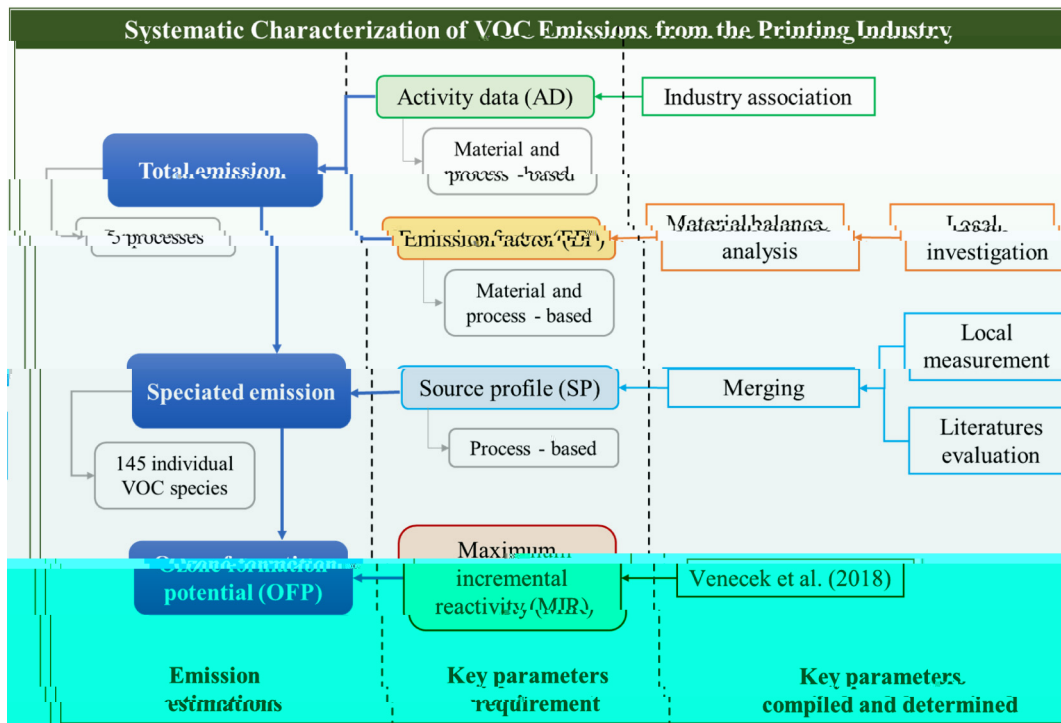 Systematic Characterization of VOC Emissions from the Printing Industry
Activity data (AD)
Industry association
Material and
process -based
Total emission
5 processes
Emission factor (EF)
Material balance
analysis
Local
investigation
Material and
process - based
Local
measurement
Speciated emission
Source profile (SP)
Merging
Literatures
evaluation
Process - based
145 individual
VOC species
Ozone formation
potential (OFP)
Maximum
incremental
reactivity (MIR)
Venecek et al. (2018)
Emission
estimations
Key parameters
requirement
Key parameters
compiled and determined